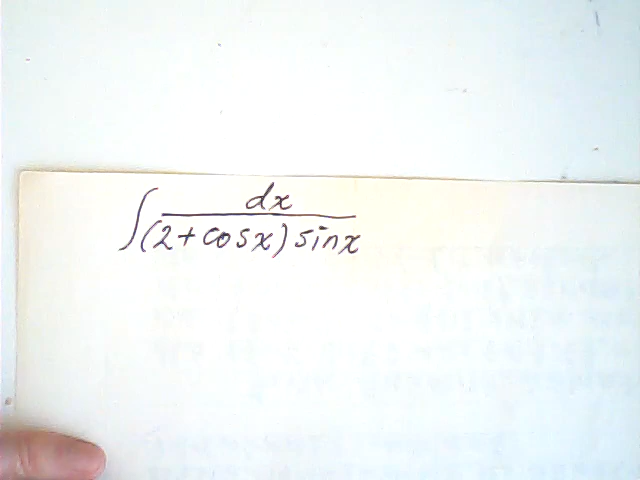 ∫ dx / (2+cosx) sinx